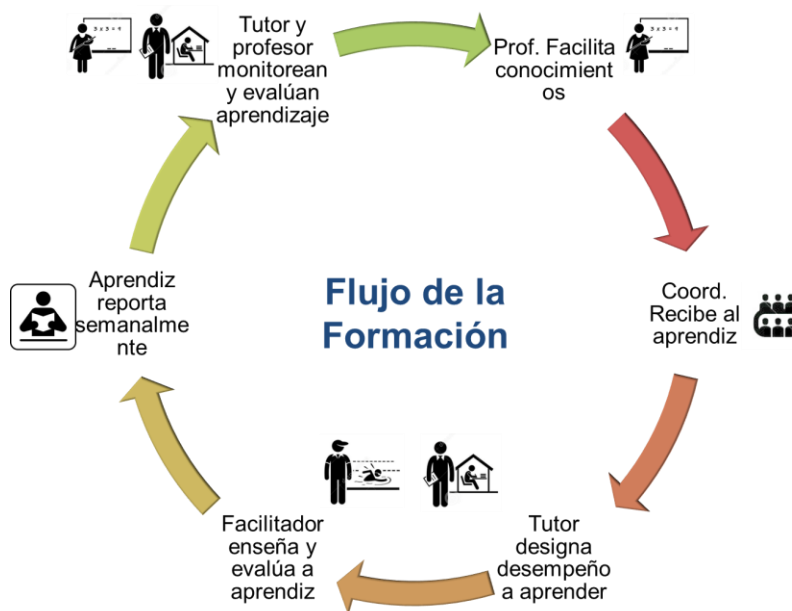 Tutor y
profesor
monitorean
y evalúan
aprendizaje
Prof. Facilita
conocimient
os
Coord.
Recibe al
aprendiz
Tutor
designa
desempeño
a aprender
Facilitador
enseña y
evalúa a
aprendiz
Aprendiz
reporta
semanalme
nte
Flujo de la
Formación